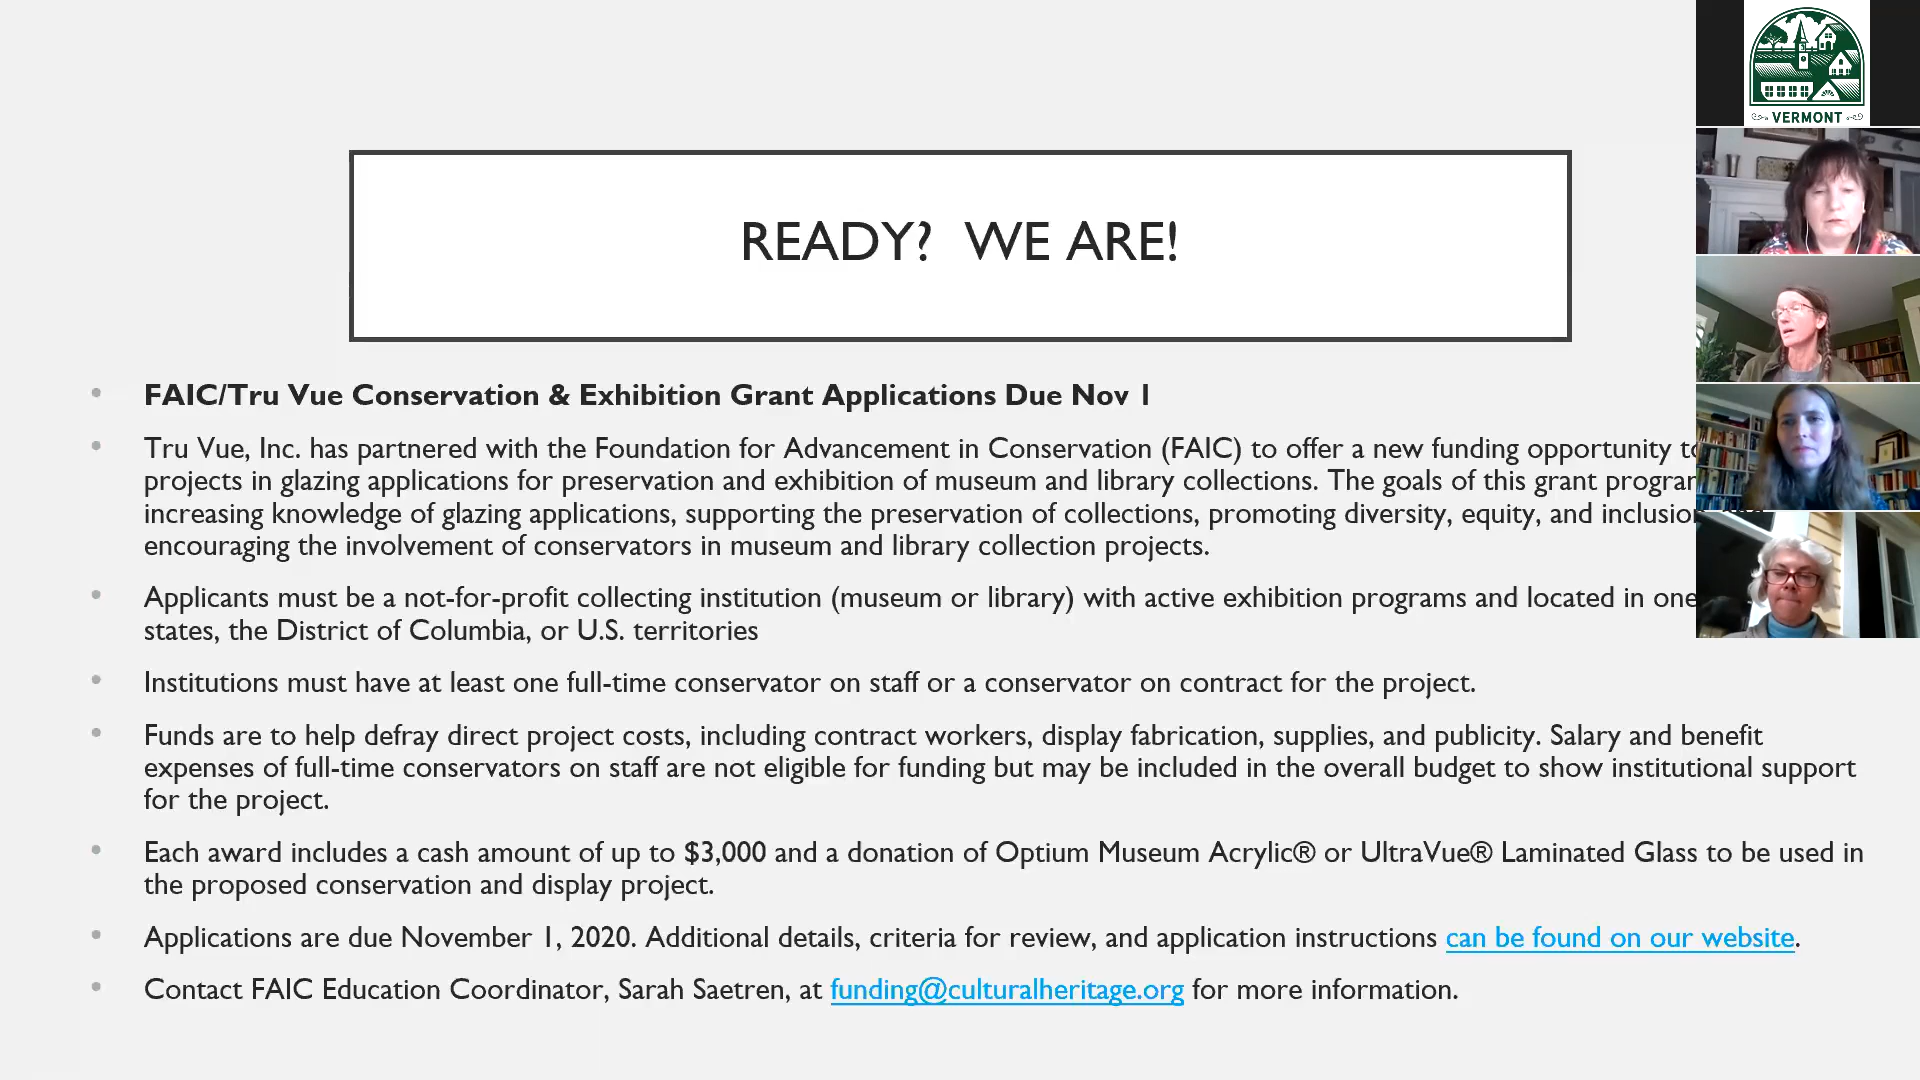 VERMONT
READY?  WE ARE!
FAIC/Tru Vue Conservation & Exhibition Grant Applications Due Nov 1
Tru Vue, Inc. has partnered with the Foundation for Advancement in Conservation (FAIC) to offer a new funding opportunity
projects in glazing applications for preservation and exhibition of museum and library collections. The goals of this grant
increasing knowledge of glazing applications, supporting the preservation of collections, promoting diversity, equity, and
encouraging the involvement of conservators in museum and library collection projects.
Applicants must be a not-for-profit collecting institution (museum or library) with active exhibition programs and located in one
states, the District of Columbia, or U.S. territories
Institutions must have at least one full-time conservator on staff or a conservator on contract for the project.
Funds are to help defray direct project costs, including contract workers, display fabrication, supplies, and publicity. Salary and benefit
expenses of full-time conservators on staff are not eligible for funding but may be included in the overall budget to show institutional support
for the project.
Each award includes a cash amount of up to $3,000 and a donation of Optium Museum Acrylic® or UltraVue® Laminated Glass to be used in
the proposed conservation and display project.
Applications are due November 1, 2020. Additional details, criteria for review, and application instructions can be found on our website.
Contact FAIC Education Coordinator, Sarah Saetren, at funding@culturalheritage.org for more information.